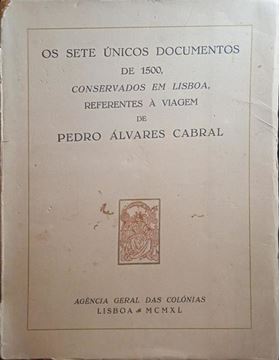 OS SETE ÚNICOS DOCUMENTOS
DE 1500,
CONSERVADOS EM LISBOA,
REFERENTES À VIAGEM
DE
PEDRO ÁLVARES CABRAL
AGÊNCIA GERAL DAS COLÓNIAS
LISBOA MCMXL